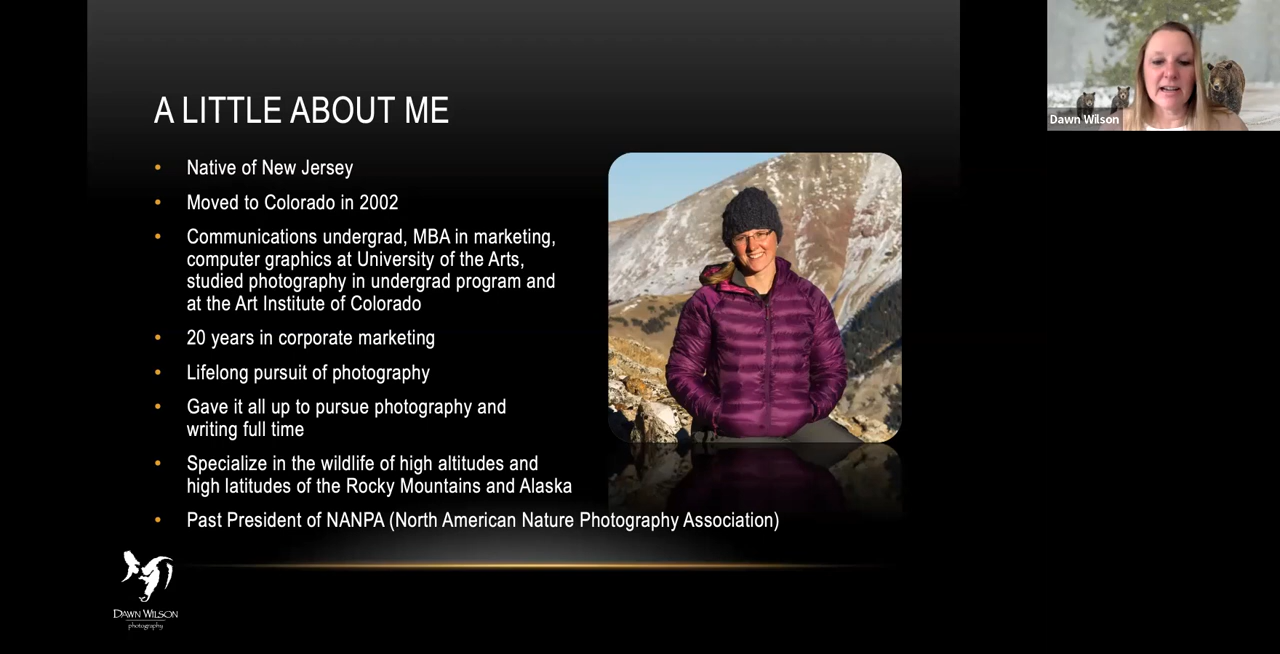 A LITTLE ABOUT ME
• Native of New Jersey
• Moved to Colorado in 2002
• Communications undergrad, MBA in marketing,
computer graphics at University of the Arts,
studied photography in undergrad program and
at the Art Institute of Colorado
• 20 years in corporate marketing
• Lifelong pursuit of photography
• Gave it all up to pursue photography and
writing full time
• Specialize in the wildlife of high altitudes and
high latitudes of the Rocky Mountains and Alaska
• Past President of NANPA (North American Nature Photography Association)
DAWN WILSON
photography
Dawn Wilson